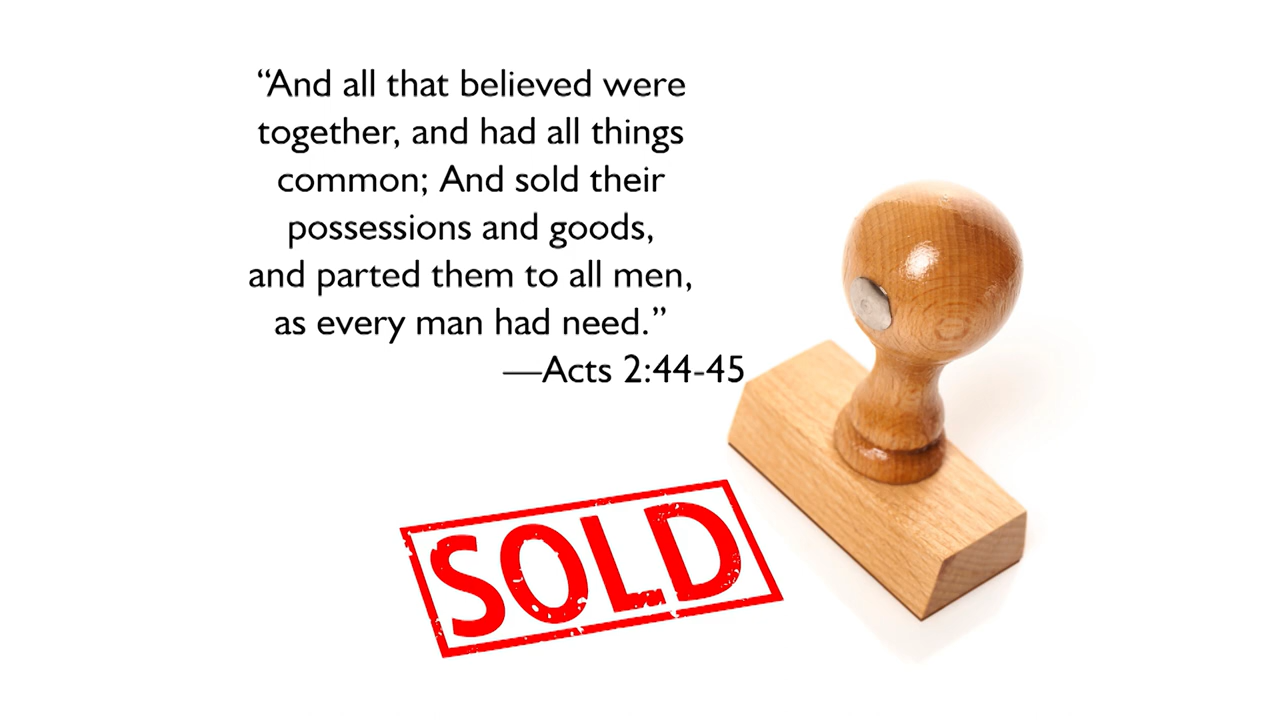 “And all that believed were
together, and had all things
common; And sold their
possessions and goods,
and parted them to all men,
as every man had need.”
—Acts 2:44-45
SOLD